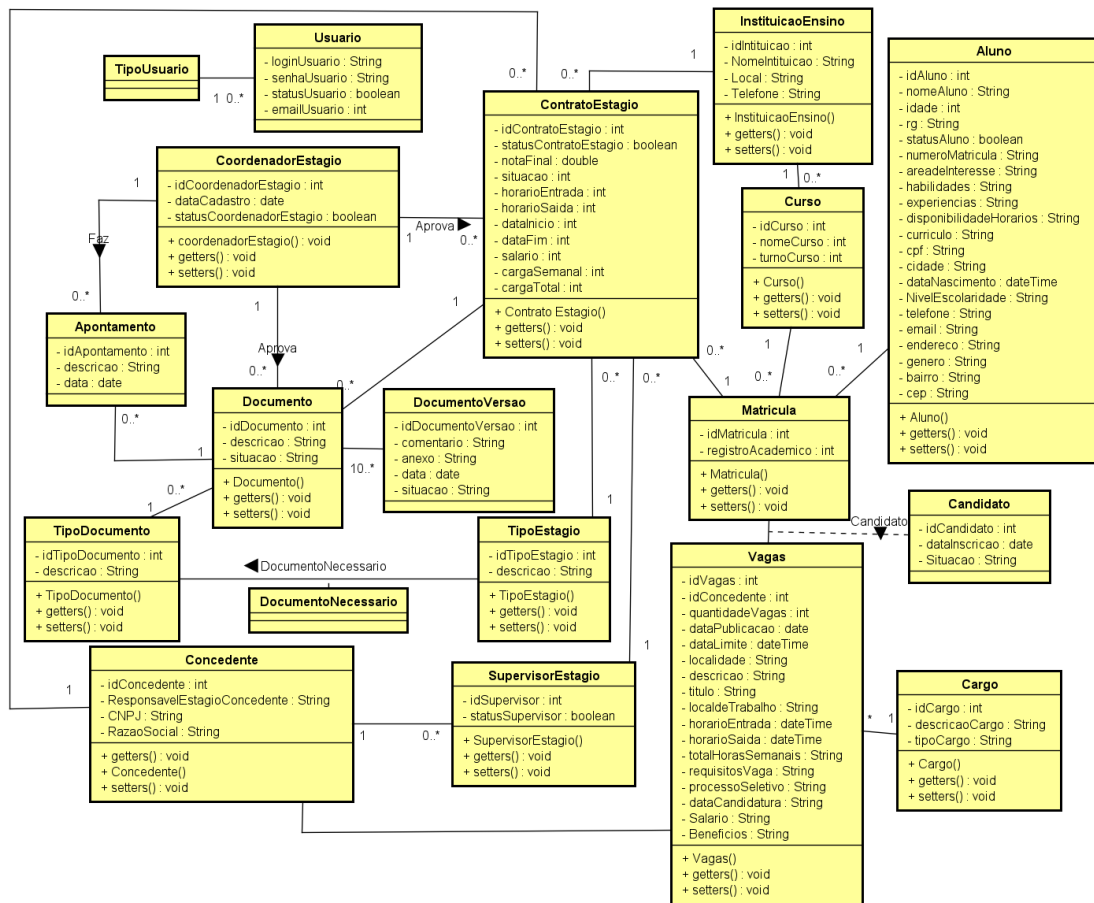 Usuario
- loginUsuario : String
- senhaUsuario : String
- statusUsuario : boolean
- emailUsuario : int
TipoUsuario
1 0..*
InstituicaoEnsino
- idIntituicao : int
- NomeIntituicao : String
- Local : String
- Telefone : String
+ InstituicaoEnsino()
+ getters() : void
+ setters() : void
1
0..*
0..*
Aluno
- idAluno : int
- nomeAluno : String
- idade : int
- rg : String
- statusAluno : boolean
- numeroMatricula : String
- areadeInteresse : String
- habilidades : String
- experiencias : String
- disponibilidadeHorarios : String
- curriculo : String
- cpf : String
- cidade : String
- dataNascimento : dateTime
- NivelEscolaridade : String
- telefone : String
- email : String
- endereco : String
- genero : String
- bairro : String
- cep : String
+ Aluno()
+ getters() : void
+ setters() : void
ContratoEstagio
- idContratoEstagio : int
- statusContratoEstagio : boolean
- notaFinal : double
- situacao : int
- horarioEntrada : int
- horarioSaida : int
- dataInicio : int
- dataFim : int
- salario : int
- cargaSemanal : int
- cargaTotal : int
+ Contrato Estagio()
+ getters() : void
+ setters() : void
CoordenadorEstagio
- idCoordenadorEstagio : int
- dataCadastro : date
- statusCoordenadorEstagio : boolean
+ coordenadorEstagio() : void
+ getters() : void
+ setters() : void
1
Faz
0..*
Aprova
1
0..*
1
0..*
Curso
- idCurso : int
- nomeCurso : int
- turnoCurso : int
+ Curso()
+ getters() : void
+ setters() : void
1
0..*
1
0..*
Apontamento
- idApontamento : int
- descricao : String
- data : date
1
Aprova
0..*
1
0..*
0..*
1
0..*
1
Documento
- idDocumento : int
- descricao : String
- situacao : String
+ Documento()
+ getters() : void
+ setters() : void
DocumentoVersao
- idDocumentoVersao : int
- comentario : String
- anexo : String
- data : date
- situacao : String
10..*
0..*
0..*
0..*
1
Matricula
- idMatricula : int
- registroAcademico : int
+ Matricula()
+ getters() : void
+ setters() : void
0..*
1
TipoDocumento
- idTipoDocumento : int
- descricao : String
+ TipoDocumento()
+ getters() : void
+ setters() : void
DocumentoNecessario
DocumentoNecessario
TipoEstagio
- idTipoEstagio : int
- descricao : String
+ TipoEstagio()
+ getters() : void
+ setters() : void
1
Candidato
Candidato
- idCandidato : int
- dataInscricao : date
- Situacao : String
Vagas
- idVagas : int
- idConcedente : int
- quantidadeVagas : int
- dataPublicacao : date
- dataLimite : dateTime
- localidade : String
- descricao : String
- titulo : String
- localdeTrabalho : String
- horarioEntrada : dateTime
- horarioSaida : dateTime
- totalHorasSemanais : String
- requisitosVaga : String
- processoSeletivo : String
- dataCandidatura : String
- Salario : String
- Beneficios : String
+ Vagas()
+ getters() : void
+ setters() : void
Concedente
- idConcedente : int
- ResponsavelEstagioConcedente : String
- CNPJ : String
- RazaoSocial : String
+ getters() : void
+ Concedente()
+ setters() : void
1
1
0..*
SupervisorEstagio
- idSupervisor : int
- statusSupervisor : boolean
+ SupervisorEstagio()
+ getters() : void
+ setters() : void
1
*
1
Cargo
- idCargo : int
- descricaoCargo : String
- tipoCargo : String
+ Cargo()
+ getters() : void
+ setters() : void